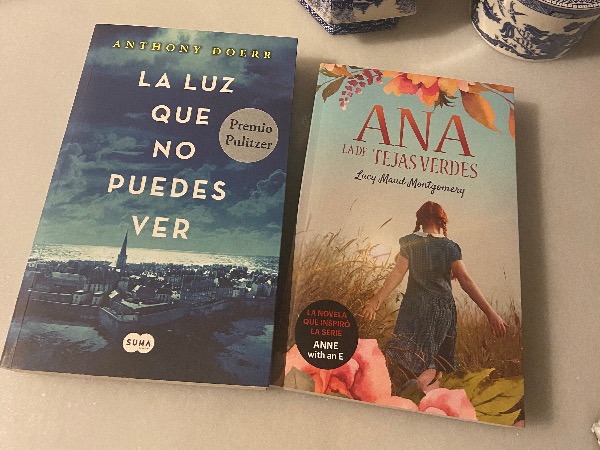 ANTHONY DOERR
LA LUZ
QUE
NO
PUEDES
VER
Premio
Pulitzer
SUMA
ANA
LA DE TEJAS VERDES
Lucy Maud Montgomery
LA NOVELA
QUE INSPIRÓ
LA SERIE
ANNE
with an E